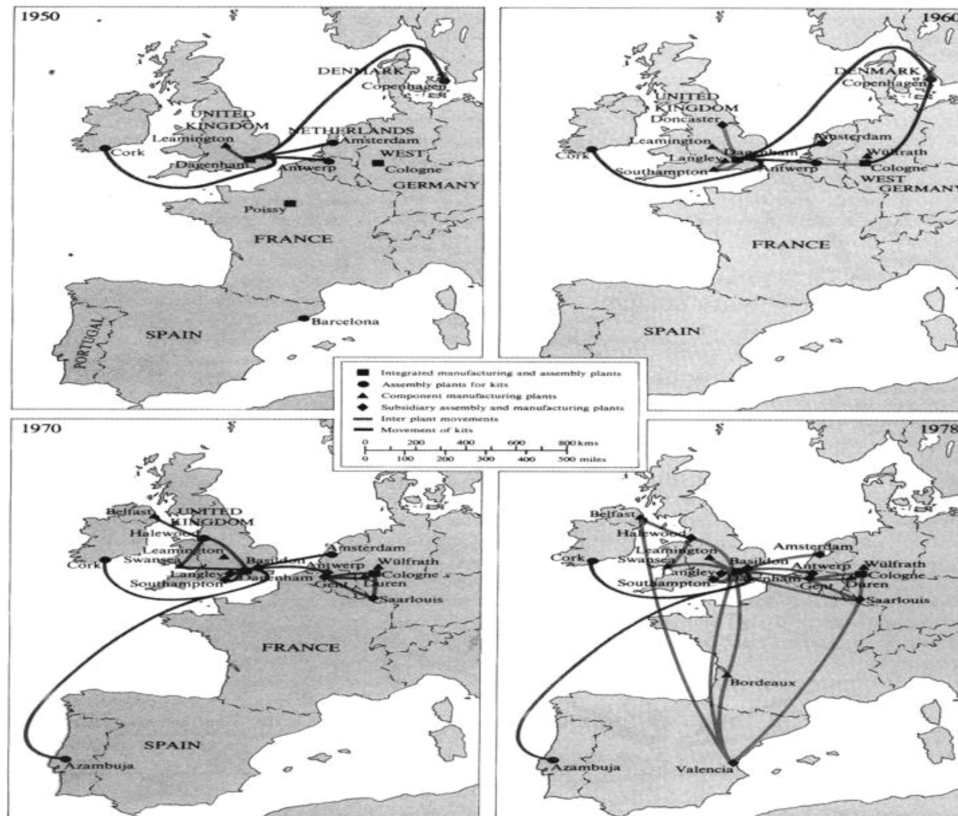 1950
DENMARK
Copenhagen
UNITED
KINGDOM
Leamington
NETHERLANDS
Amsterdam
Cork
Dagenham
Antwerp
WEST
Cologne
GERMANY
Poissy
FRANCE
PORTUGAL
SPAIN
Barcelona
1960
DENMARK
Copenhagen
UNITED
KINGDOM
Doncaster
Leamington
Amsterdam
Cork
Langley
Dagenham
Wülfrath
Southampton
Antwerp
Cologne
WEST
GERMANY
FRANCE
SPAIN
Integrated manufacturing and assembly plants
Assembly plants for kits
Component manufacturing plants
Subsidiary assembly and manufacturing plants
Inter plant movements
Movement of kits
0 200 400 600 800 kms
0 100 200 300 400 500 miles
1970
Belfast
UNITED
KINGDOM
Halewood
Leamington
Amsterdam
Cork
Swansea
Basildon
Antwerp
Wülfrath
Langley
Dagenham
Cologne
Southampton
Gent
Düren
Saarlouis
FRANCE
SPAIN
Azambuja
1978
Belfast
Halewood
Leamington
Amsterdam
Cork
Swansea
Basildon
Antwerp
Wülfrath
Langley
Dagenham
Cologne
Southampton
Gent
Düren
Saarlouis
Bordeaux
Azambuja
Valencia